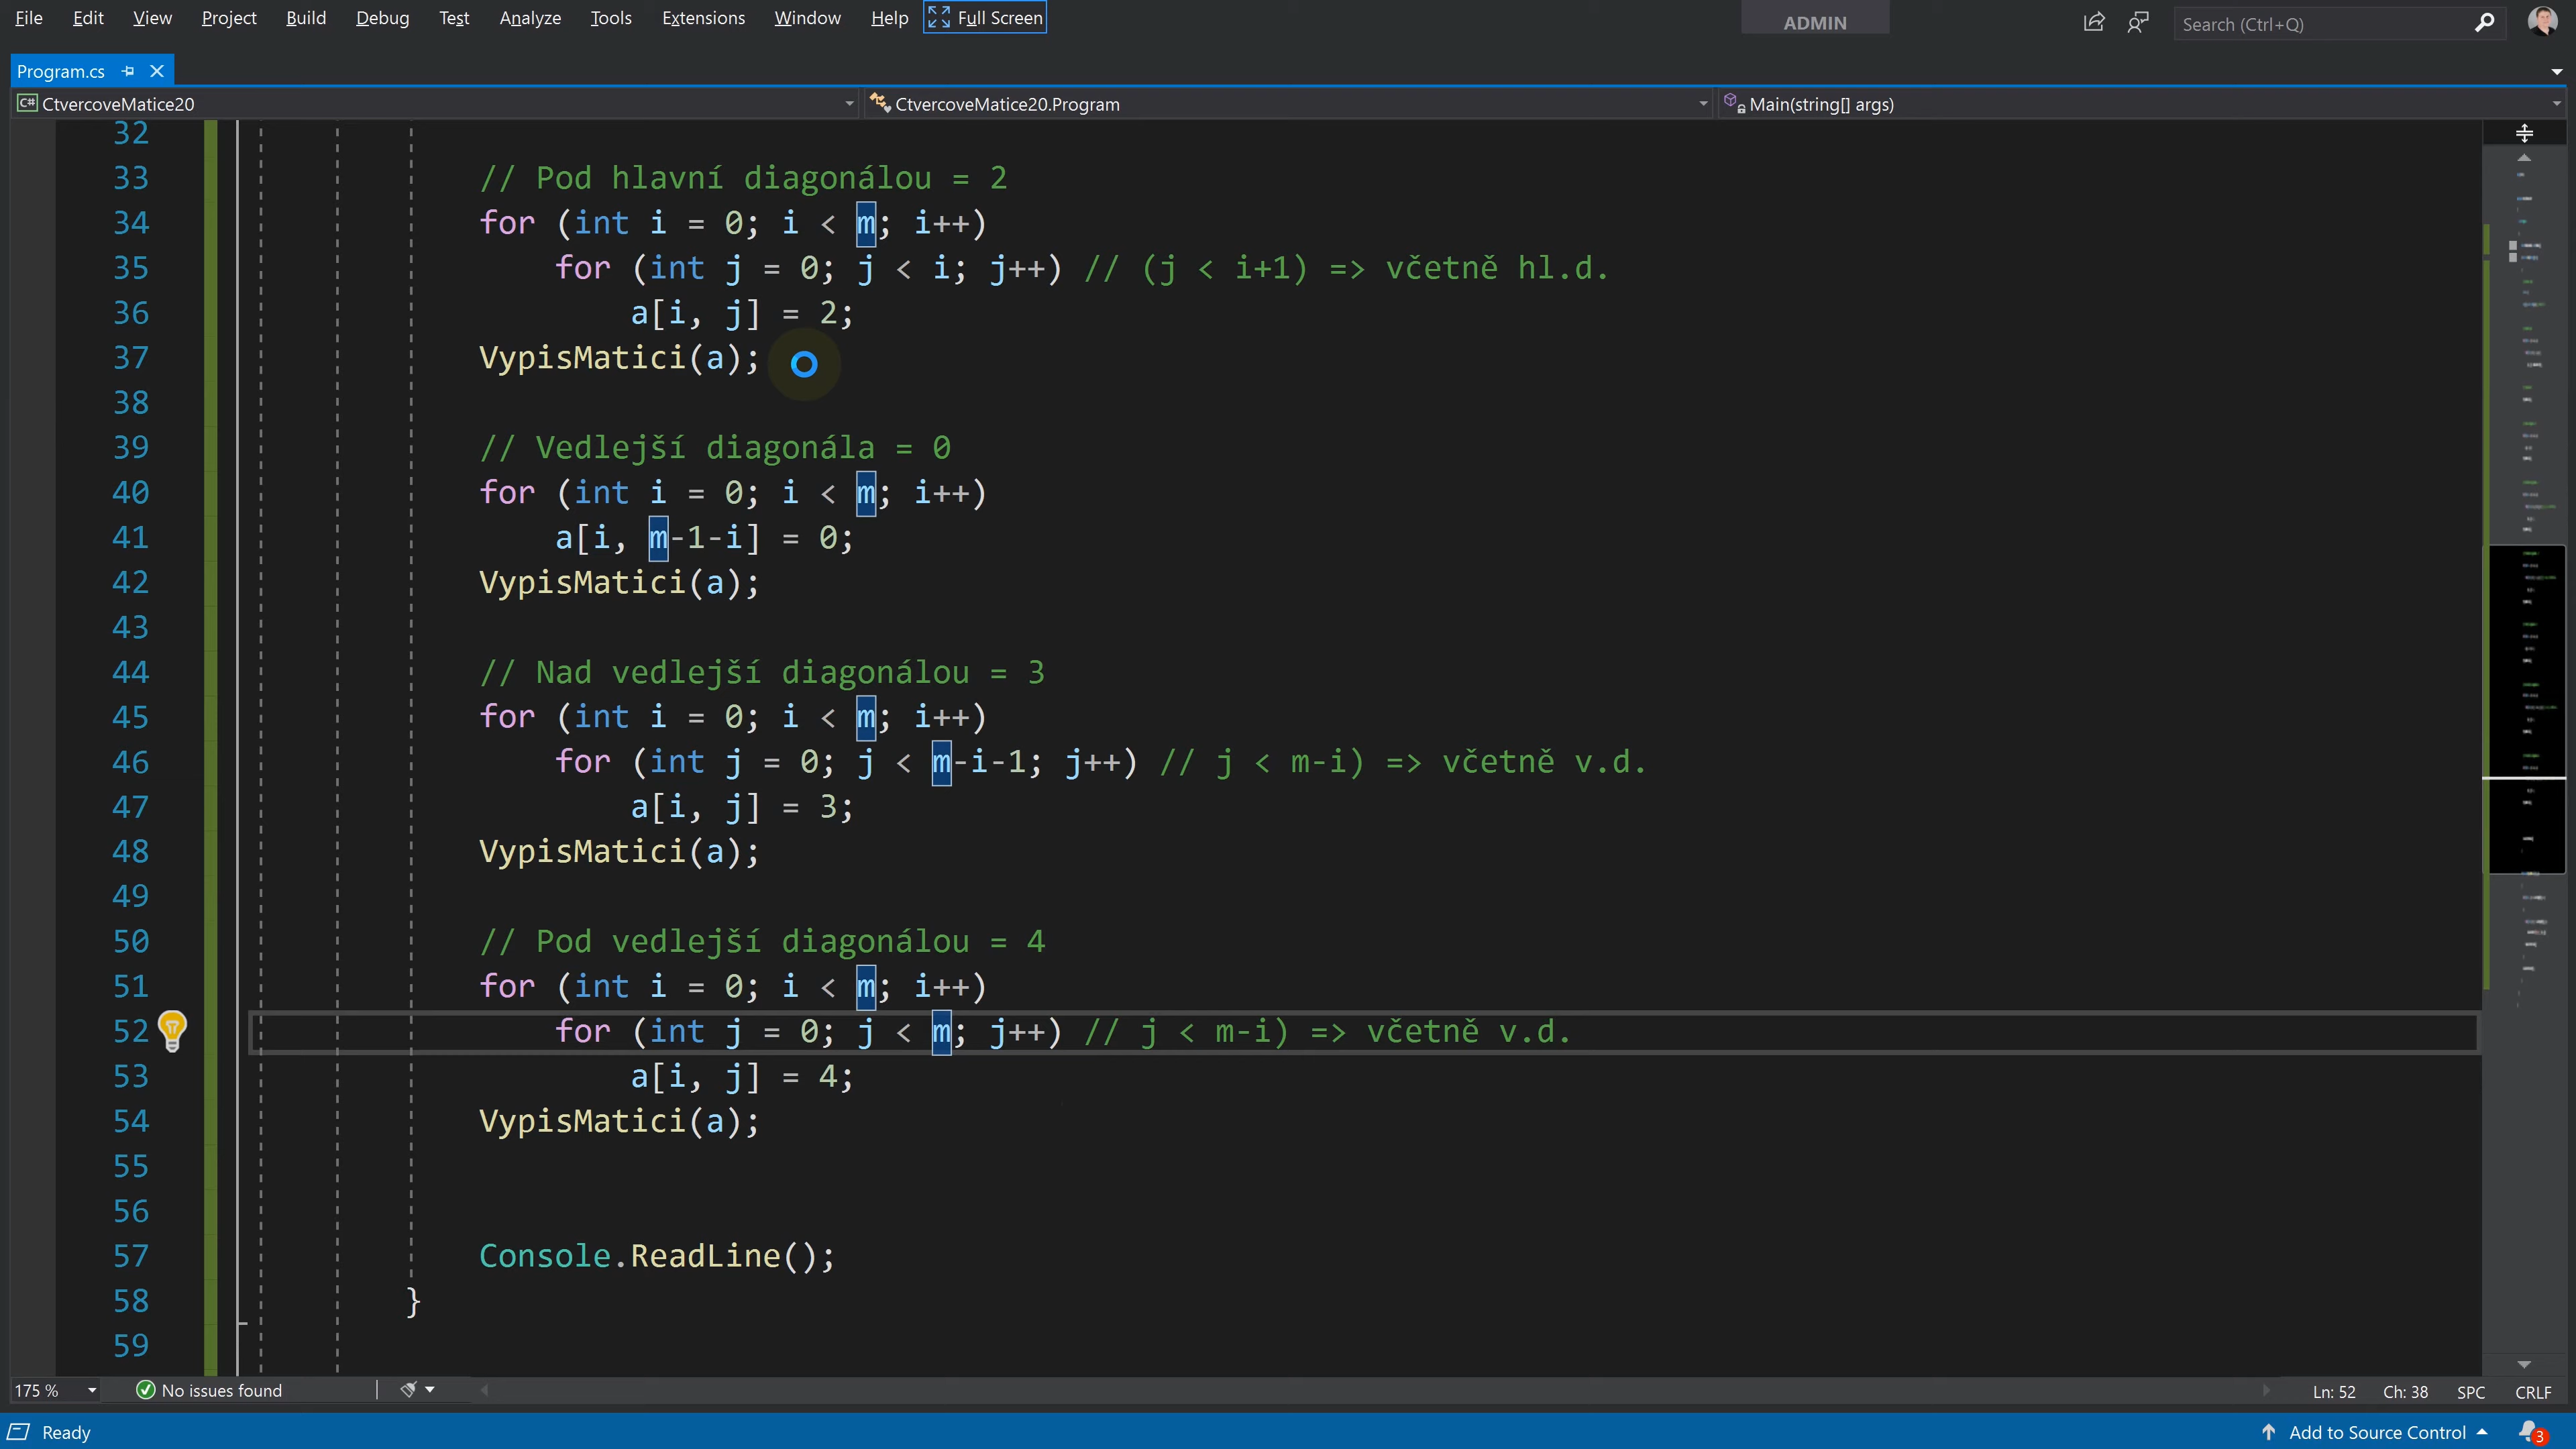 File Edit View Project Build Debug Test Analyze Tools Extensions Window Help Full Screen ADMIN Search (Ctrl+Q)
Program.cs
C# CtvercoveMatice20 CtvercoveMatice20.Program Main(string[] args)
32
33 // Pod hlavní diagonálou = 2
34 for (int i = 0; i < m; i++)
35 for (int j = 0; j < i; j++) // (j < i+1) => včetně hl.d.
36 a[i, j] = 2;
37 VypisMatici(a);
38
39 // Vedlejší diagonála = 0
40 for (int i = 0; i < m; i++)
41 a[i, m-1-i] = 0;
42 VypisMatici(a);
43
44 // Nad vedlejší diagonálou = 3
45 for (int i = 0; i < m; i++)
46 for (int j = 0; j < m-i-1; j++) // j < m-i) => včetně v.d.
47 a[i, j] = 3;
48 VypisMatici(a);
49
50 // Pod vedlejší diagonálou = 4
51 for (int i = 0; i < m; i++)
52 for (int j = 0; j < m; j++) // j < m-i) => včetně v.d.
53 a[i, j] = 4;
54 VypisMatici(a);
55
56
57 Console.ReadLine();
58 }
59
175 % No issues found Ln: 52 Ch: 38 SPC CRLF
Ready Add to Source Control 3